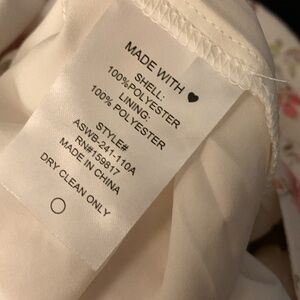 MADE WITH ♥
SHELL:
100%POLYESTER
LINING:
100% POLYESTER
STYLE#
ASWB-241-110A
RN#159817
MADE IN CHINA
DRY CLEAN ONLY